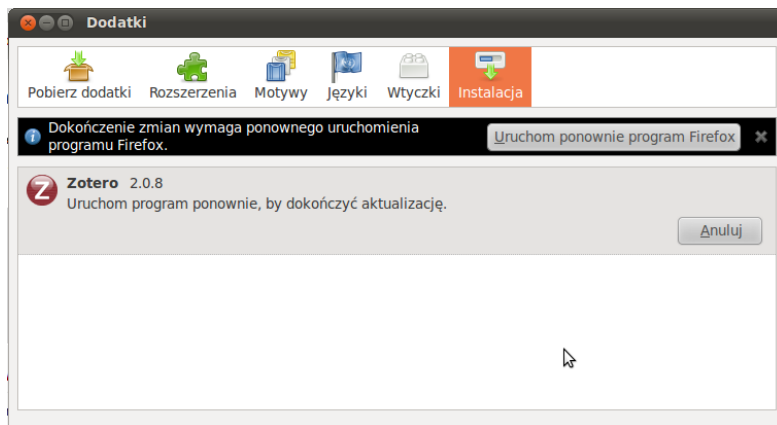 Dodatki
Pobierz dodatki Rozszerzenia Motywy Języki Wtyczki Instalacja
Dokończenie zmian wymaga ponownego uruchomienia
programu Firefox.
Uruchom ponownie program Firefox
Zotero 2.0.8
Uruchom program ponownie, by dokończyć aktualizację.
Anuluj